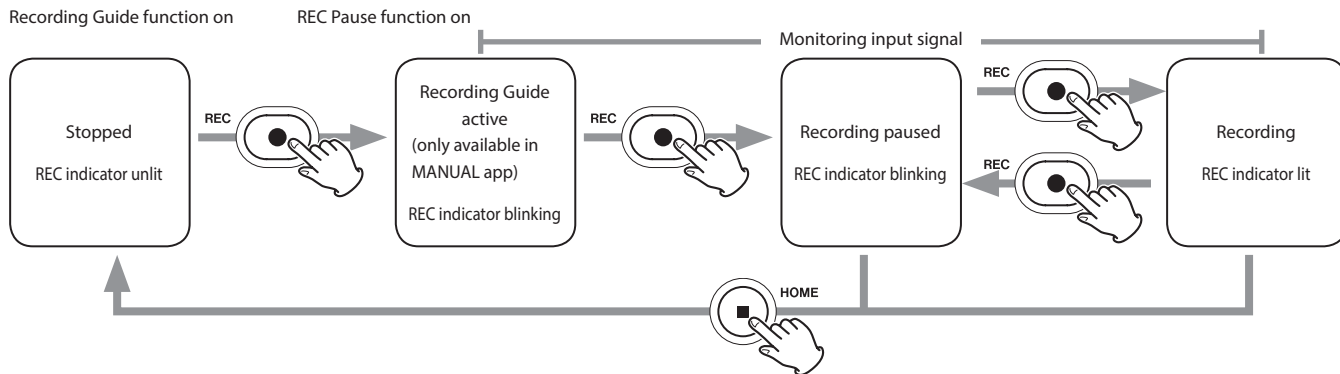 Recording Guide function on
REC Pause function on
Monitoring input signal
Stopped
REC indicator unlit
REC
Recording Guide
active
(only available in
MANUAL app)
REC indicator blinking
REC
Recording paused
REC indicator blinking
REC
REC
Recording
REC indicator lit
HOME